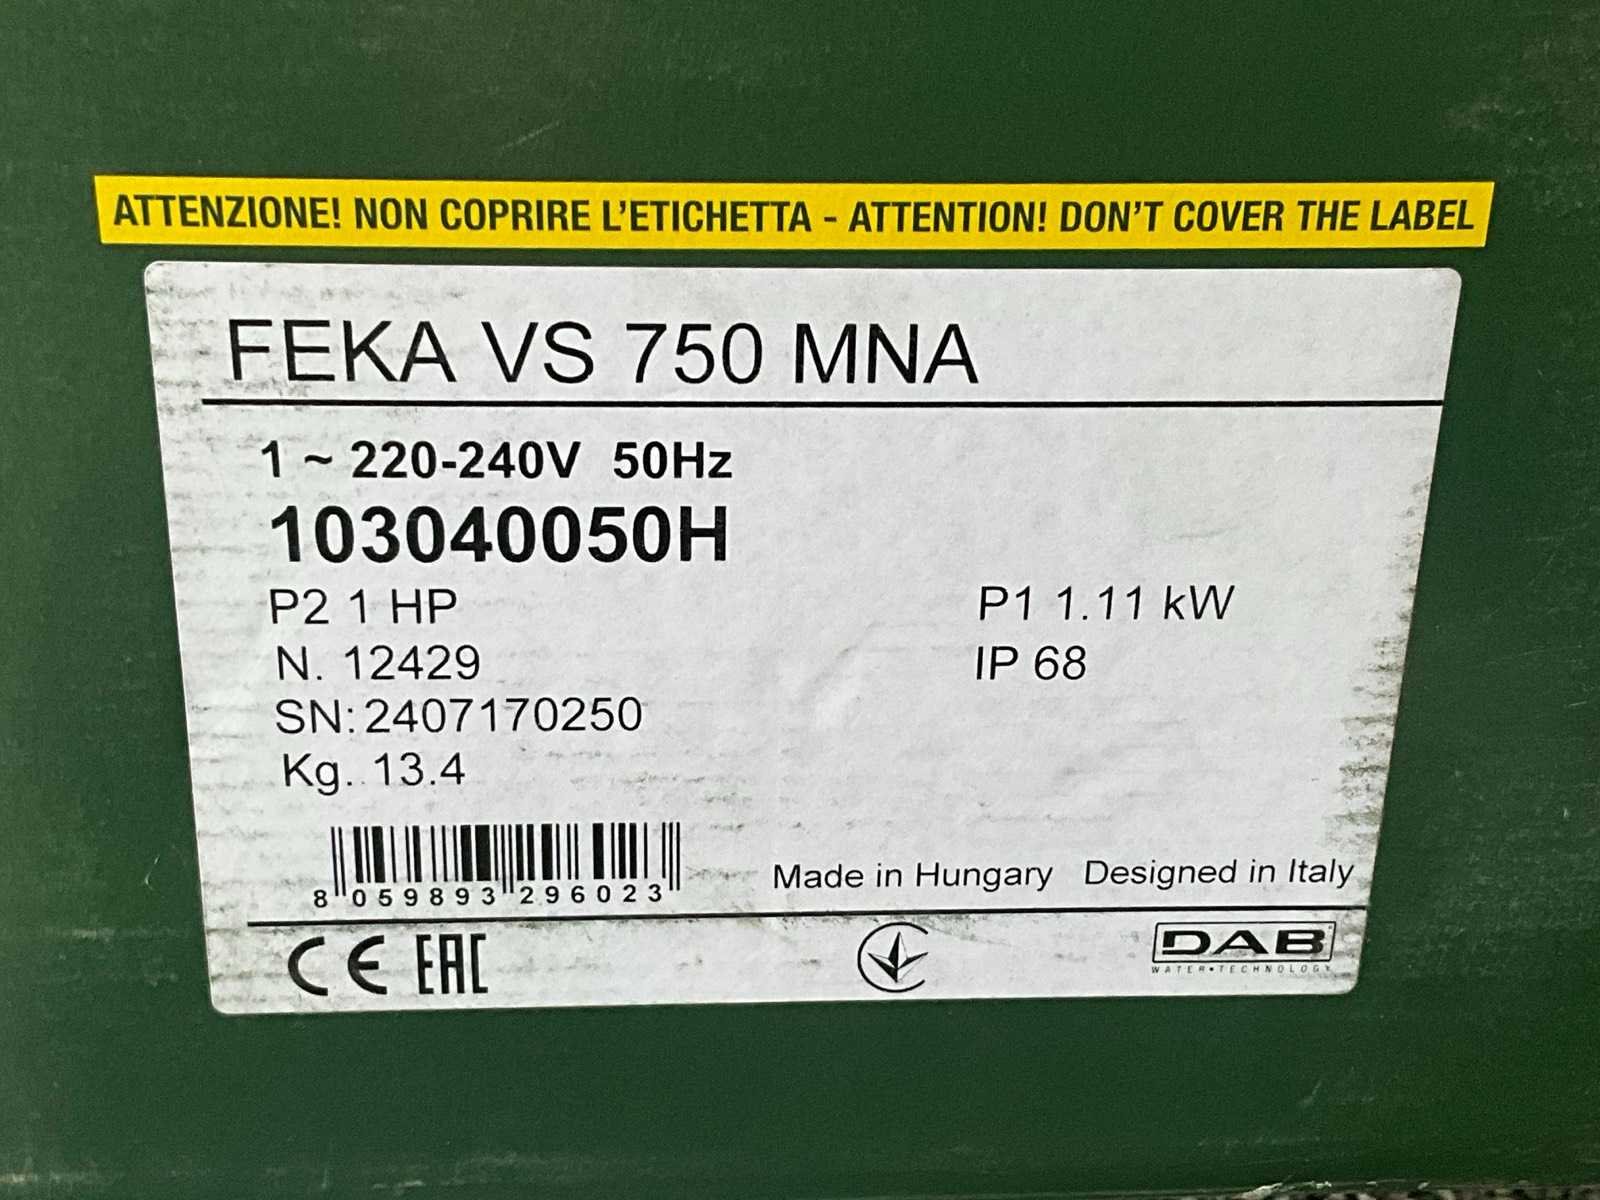 ATTENZIONE! NON COPRIRE L'ETICHETTA - ATTENTION! DON'T COVER THE LABEL
FEKA VS 750 MNA
1 ~ 220-240V 50Hz
103040050H
P2 1 HP P1 1.11 kW
N. 12429 IP 68
SN:2407170250
Kg. 13.4
8 059893 296023
Made in Hungary Designed in Italy
CE EAC DAB
WATER•TECHNOLOGY